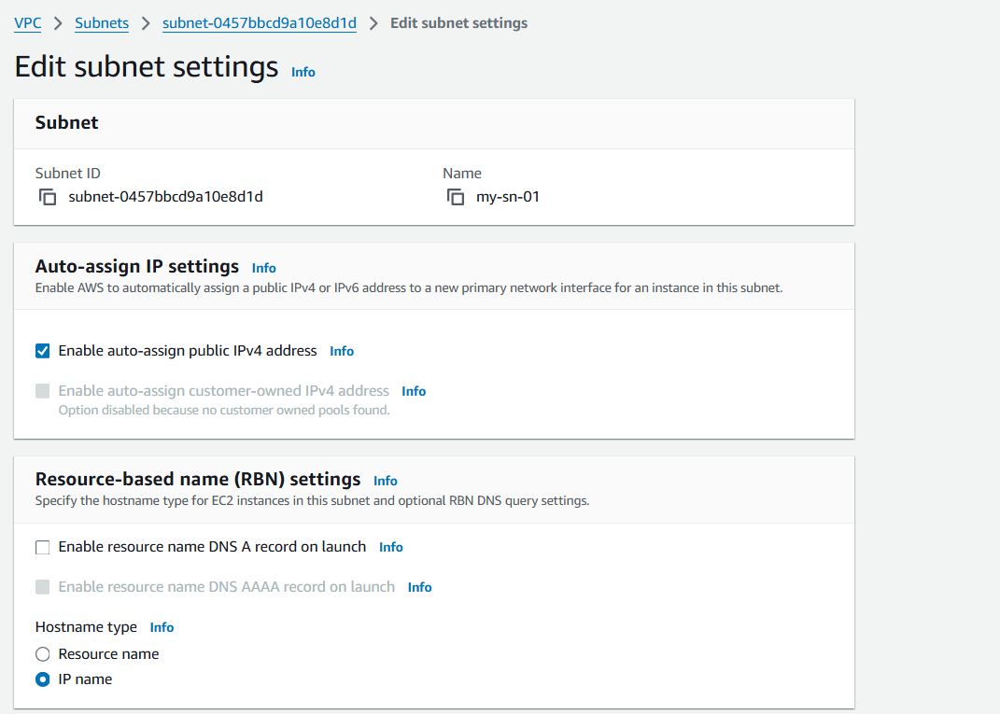 VPC > Subnets > subnet-0457bbcd9a10e8d1d > Edit subnet settings
Edit subnet settings Info
Subnet
Subnet ID Name
subnet-0457bbcd9a10e8d1d my-sn-01
Auto-assign IP settings Info
Enable AWS to automatically assign a public IPv4 or IPv6 address to a new primary network interface for an instance in this subnet.
Enable auto-assign public IPv4 address Info
Enable auto-assign customer-owned IPv4 address Info
Option disabled because no customer owned pools found.
Resource-based name (RBN) settings Info
Specify the hostname type for EC2 instances in this subnet and optional RBN DNS query settings.
Enable resource name DNS A record on launch Info
Enable resource name DNS AAAA record on launch Info
Hostname type Info
Resource name
IP name